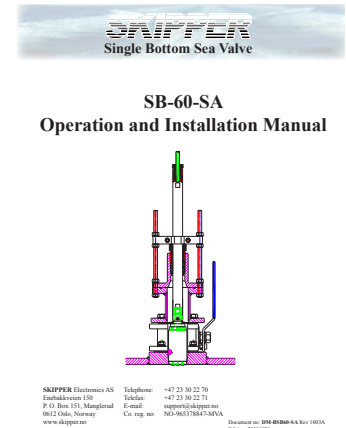 SKIPPER
Single Bottom Sea Valve
SB-60-SA
Operation and Installation Manual
SKIPPER Electronics AS Telephone: +47 23 30 22 70
Enebakkveien 150 Telefax: +47 23 30 22 71
P. O. Box 151, Manglerud E-mail: support@skipper.no
0612 Oslo, Norway Co. reg. no: NO-965378847-MVA
www.skipper.no Document no: DM-BSB60-SA Rev 1003A